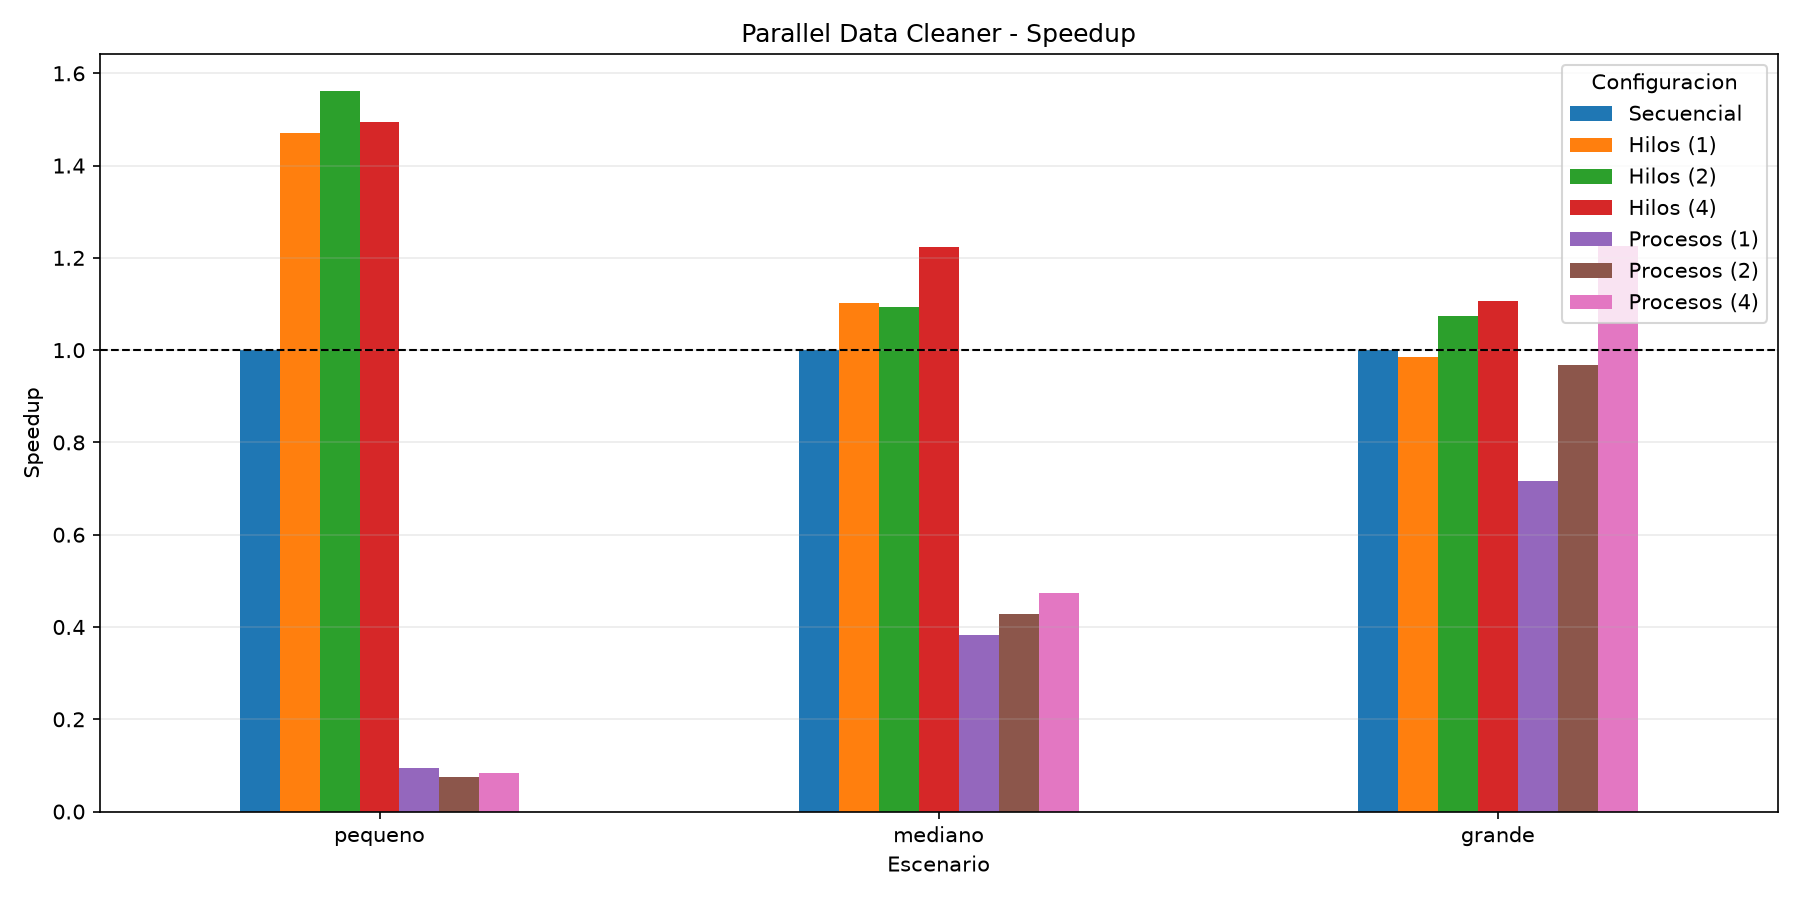 Parallel Data Cleaner - Speedup
Configuracion
Secuencial
Hilos (1)
Hilos (2)
Hilos (4)
Procesos (1)
Procesos (2)
Procesos (4)
Speedup
1.6
1.4
1.2
1.0
0.8
0.6
0.4
0.2
0.0
pequeno
mediano
grande
Escenario